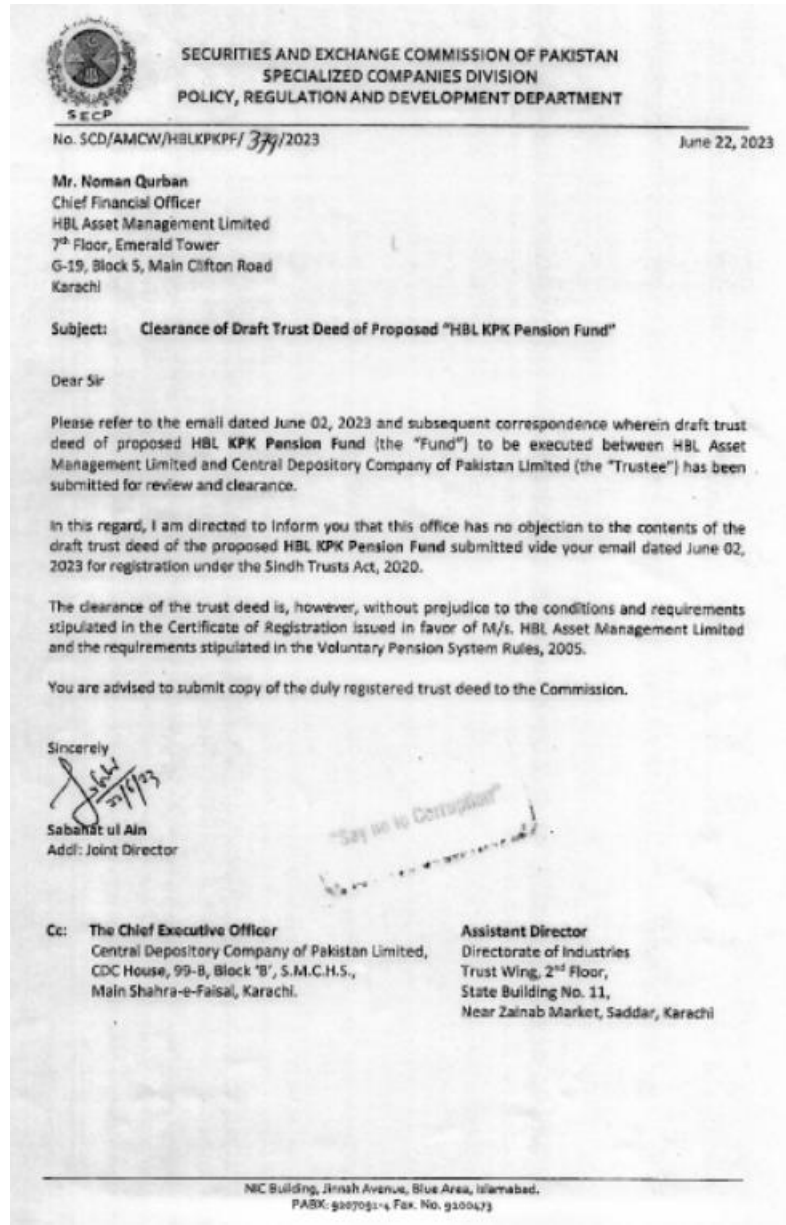 SECP
SECURITIES AND EXCHANGE COMMISSION OF PAKISTAN
SPECIALIZED COMPANIES DIVISION
POLICY, REGULATION AND DEVELOPMENT DEPARTMENT
No. SCD/AMCW/HBLKPKPF/379/2023
June 22, 2023
Mr. Noman Qurban
Chief Financial Officer
HBL Asset Management Limited
7th Floor, Emerald Tower
G-19, Block 5, Main Clifton Road
Karachi
Subject: Clearance of Draft Trust Deed of Proposed "HBL KPK Pension Fund"
Dear Sir
Please refer to the email dated June 02, 2023 and subsequent correspondence wherein draft trust
deed of proposed HBL KPK Pension Fund (the "Fund") to be executed between HBL Asset
Management Limited and Central Depository Company of Pakistan Limited (the "Trustee") has been
submitted for review and clearance.
In this regard, I am directed to inform you that this office has no objection to the contents of the
draft trust deed of the proposed HBL KPK Pension Fund submitted vide your email dated June 02,
2023 for registration under the Sindh Trusts Act, 2020.
The clearance of the trust deed is, however, without prejudice to the conditions and requirements
stipulated in the Certificate of Registration issued in favor of M/s. HBL Asset Management Limited
and the requirements stipulated in the Voluntary Pension System Rules, 2005.
You are advised to submit copy of the duly registered trust deed to the Commission.
Sincerely
22/6/23
Sabahat ul Ain
Addl: Joint Director
"Say no to Corruption"
Cc: The Chief Executive Officer
Central Depository Company of Pakistan Limited,
CDC House, 99-B, Block 'B', S.M.C.H.S.,
Main Shahra-e-Faisal, Karachi.
Assistant Director
Directorate of Industries
Trust Wing, 2nd Floor,
State Building No. 11,
Near Zainab Market, Saddar, Karachi
NIC Building, Jinnah Avenue, Blue Area, Islamabad.
PABX: 9207091-4 Fax. No. 9200473